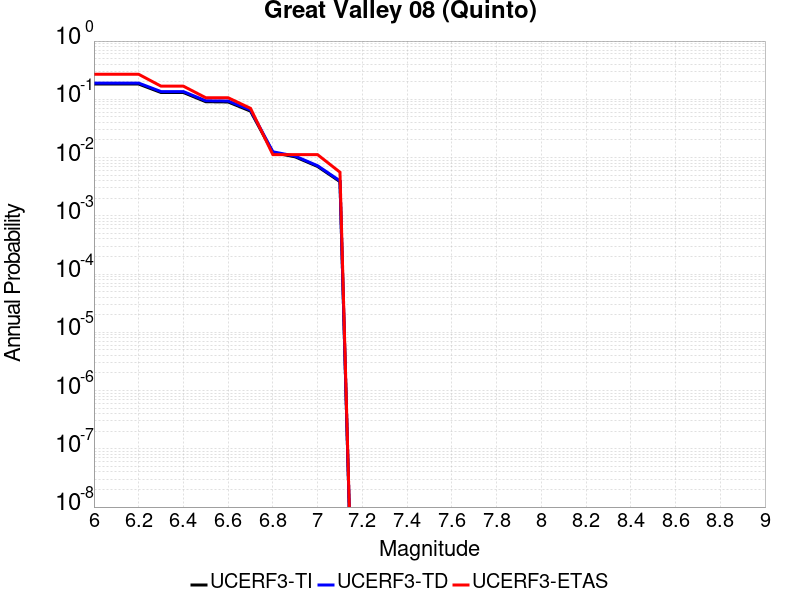 Great Valley 08 (Quinto)
10^0
10^-1
10^-2
10^-3
10^-4
10^-5
10^-6
10^-7
10^-8
Annual Probability
6 6.2 6.4 6.6 6.8 7 7.2 7.4 7.6 7.8 8 8.2 8.4 8.6 8.8 9
Magnitude
UCERF3-TI UCERF3-TD UCERF3-ETAS